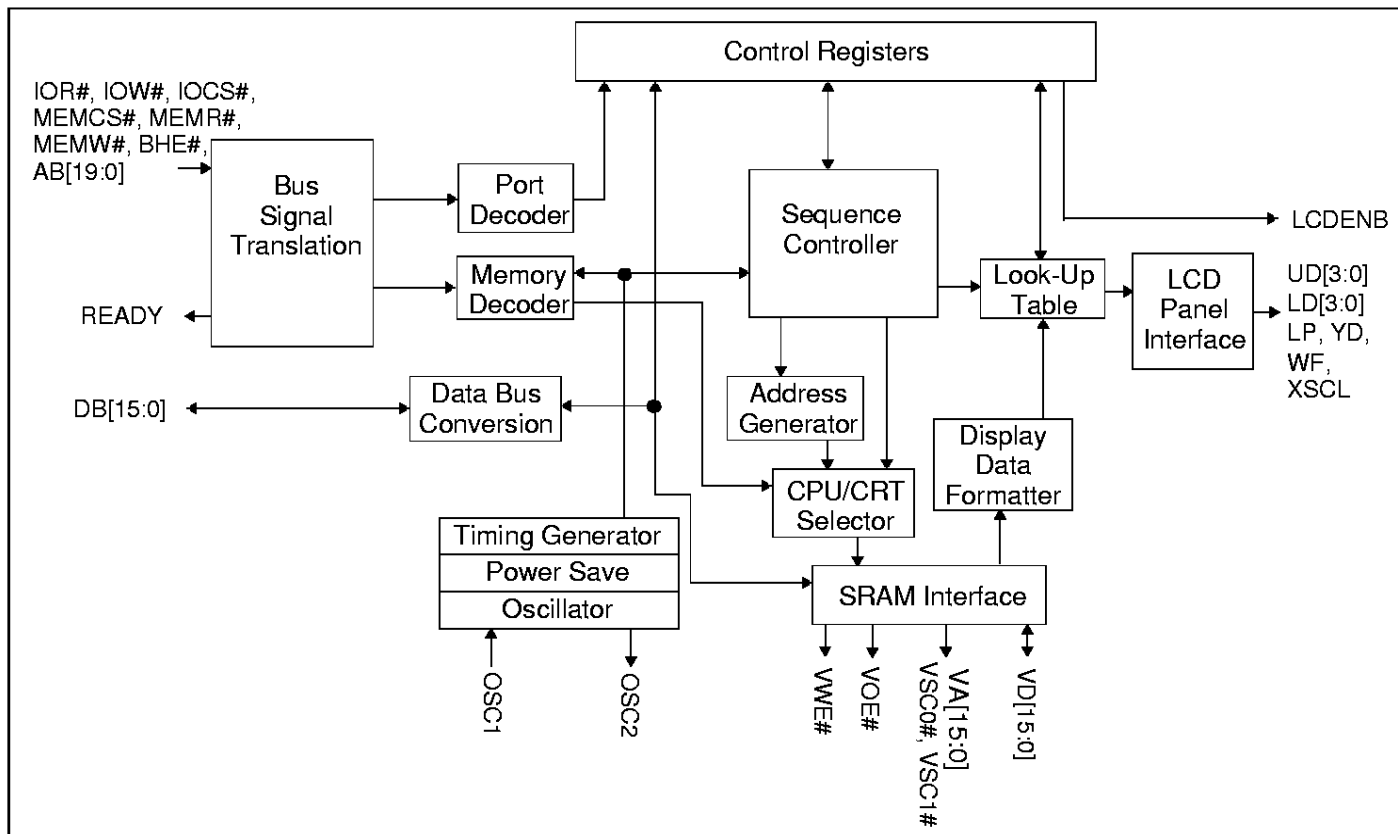 Control Registers
IOR#, IOW#, IOCS#,
MEMCS#, MEMR#,
MEMW#, BHE#,
AB[19:0]
Bus
Signal
Translation
Port
Decoder
Sequence
Controller
LCDENB
Memory
Decoder
Look-Up
Table
LCD
Panel
Interface
UD[3:0]
LD[3:0]
LP, YD,
WF,
XSCL
READY
DB[15:0]
Data Bus
Conversion
Address
Generator
Display
Data
Formatter
CPU/CRT
Selector
Timing Generator
Power Save
Oscillator
SRAM Interface
OSC1
OSC2
VWE#
VOE#
VA[15:0]
VSC0#, VSC1#
VD[15:0]